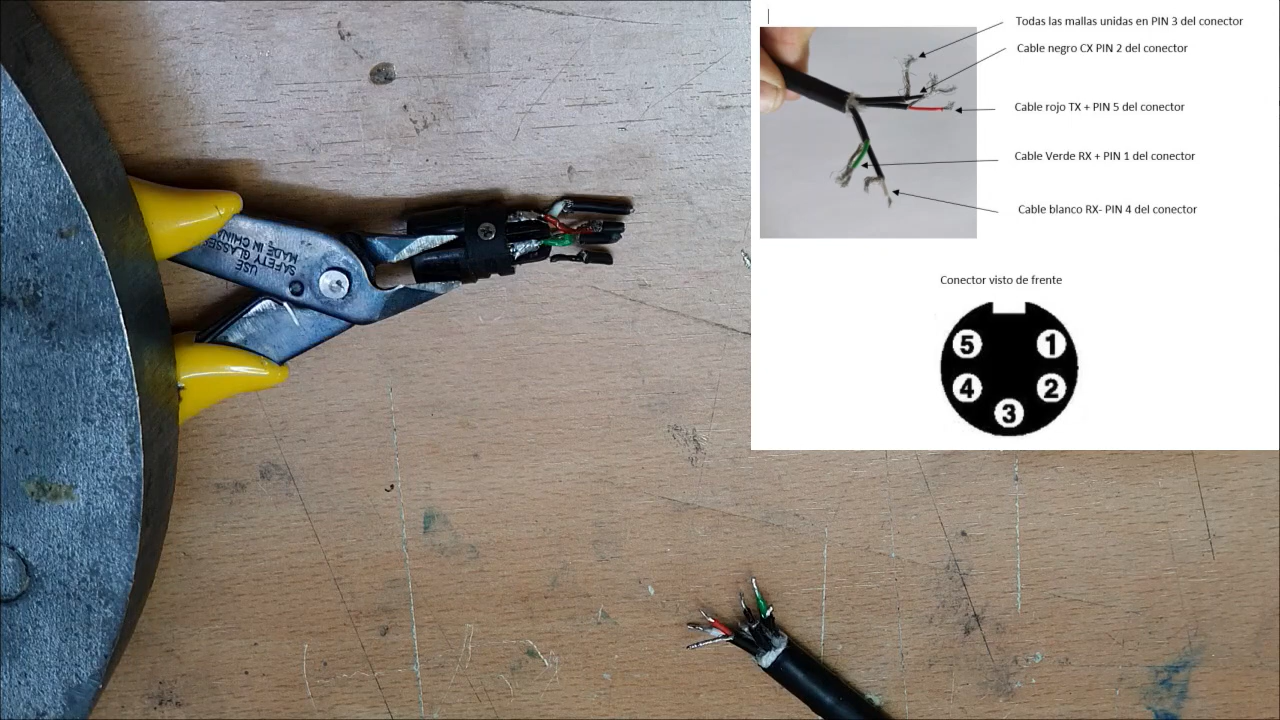 Todas las mallas unidas en PIN 3 del conector
Cable negro CX PIN 2 del conector
Cable rojo TX + PIN 5 del conector
Cable Verde RX + PIN 1 del conector
Cable blanco RX- PIN 4 del conector
Conector visto de frente
5 1
4 2
3
USE
SAFETY GLASSES
MADE IN CHINA